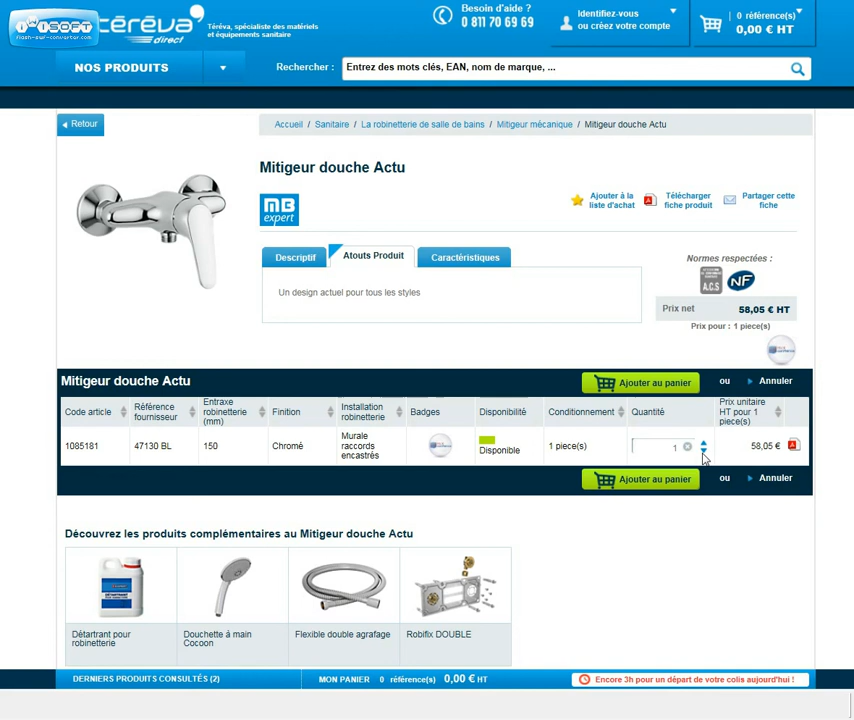 iWisoft
flash-swf-converter.com
téréva
direct
Téréva, spécialiste des matériels
et équipements sanitaire
Besoin d'aide ?
0 811 70 69 69
Identifiez-vous
ou créez votre compte
0 référence(s)
0,00 € HT
NOS PRODUITS
Rechercher :
Entrez des mots clés, EAN, nom de marque, ...
Retour
Accueil / Sanitaire / La robinetterie de salle de bains / Mitigeur mécanique / Mitigeur douche Actu
Mitigeur douche Actu
MB
expert
Ajouter à la
liste d'achat
Télécharger
fiche produit
Partager cette
fiche
Descriptif
Atouts Produit
Caractéristiques
Un design actuel pour tous les styles
Normes respectées :
A.C.S
NF
Prix net
58,05 € HT
Prix pour : 1 piece(s)
Mitigeur douche Actu
Ajouter au panier
ou
Annuler
Code article
Référence
fournisseur
Entraxe
robinetterie
(mm)
Finition
Installation
robinetterie
Badges
Disponibilité
Conditionnement
Quantité
Prix unitaire
HT pour 1
piece(s)
1085181
47130 BL
150
Chromé
Murale
raccords
encastrés
Disponible
1 piece(s)
1
58,05 €
Ajouter au panier
ou
Annuler
Découvrez les produits complémentaires au Mitigeur douche Actu
DÉTARTRANT
Détartrant pour
robinetterie
Douchette à main
Cocoon
Flexible double agrafage
Robifix DOUBLE
DERNIERS PRODUITS CONSULTÉS (2)
MON PANIER 0 référence(s) 0,00 € HT
Encore 3h pour un départ de votre colis aujourd'hui !